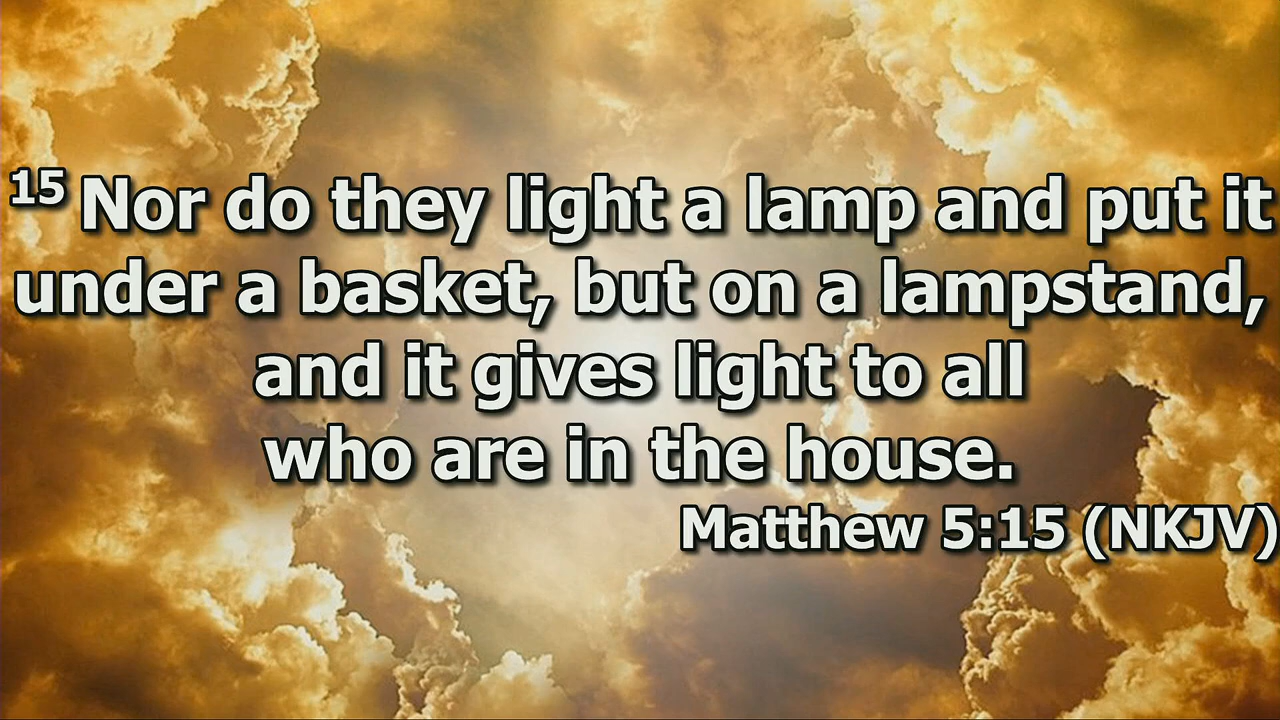 15 Nor do they light a lamp and put it
under a basket, but on a lampstand,
and it gives light to all
who are in the house.
Matthew 5:15 (NKJV)